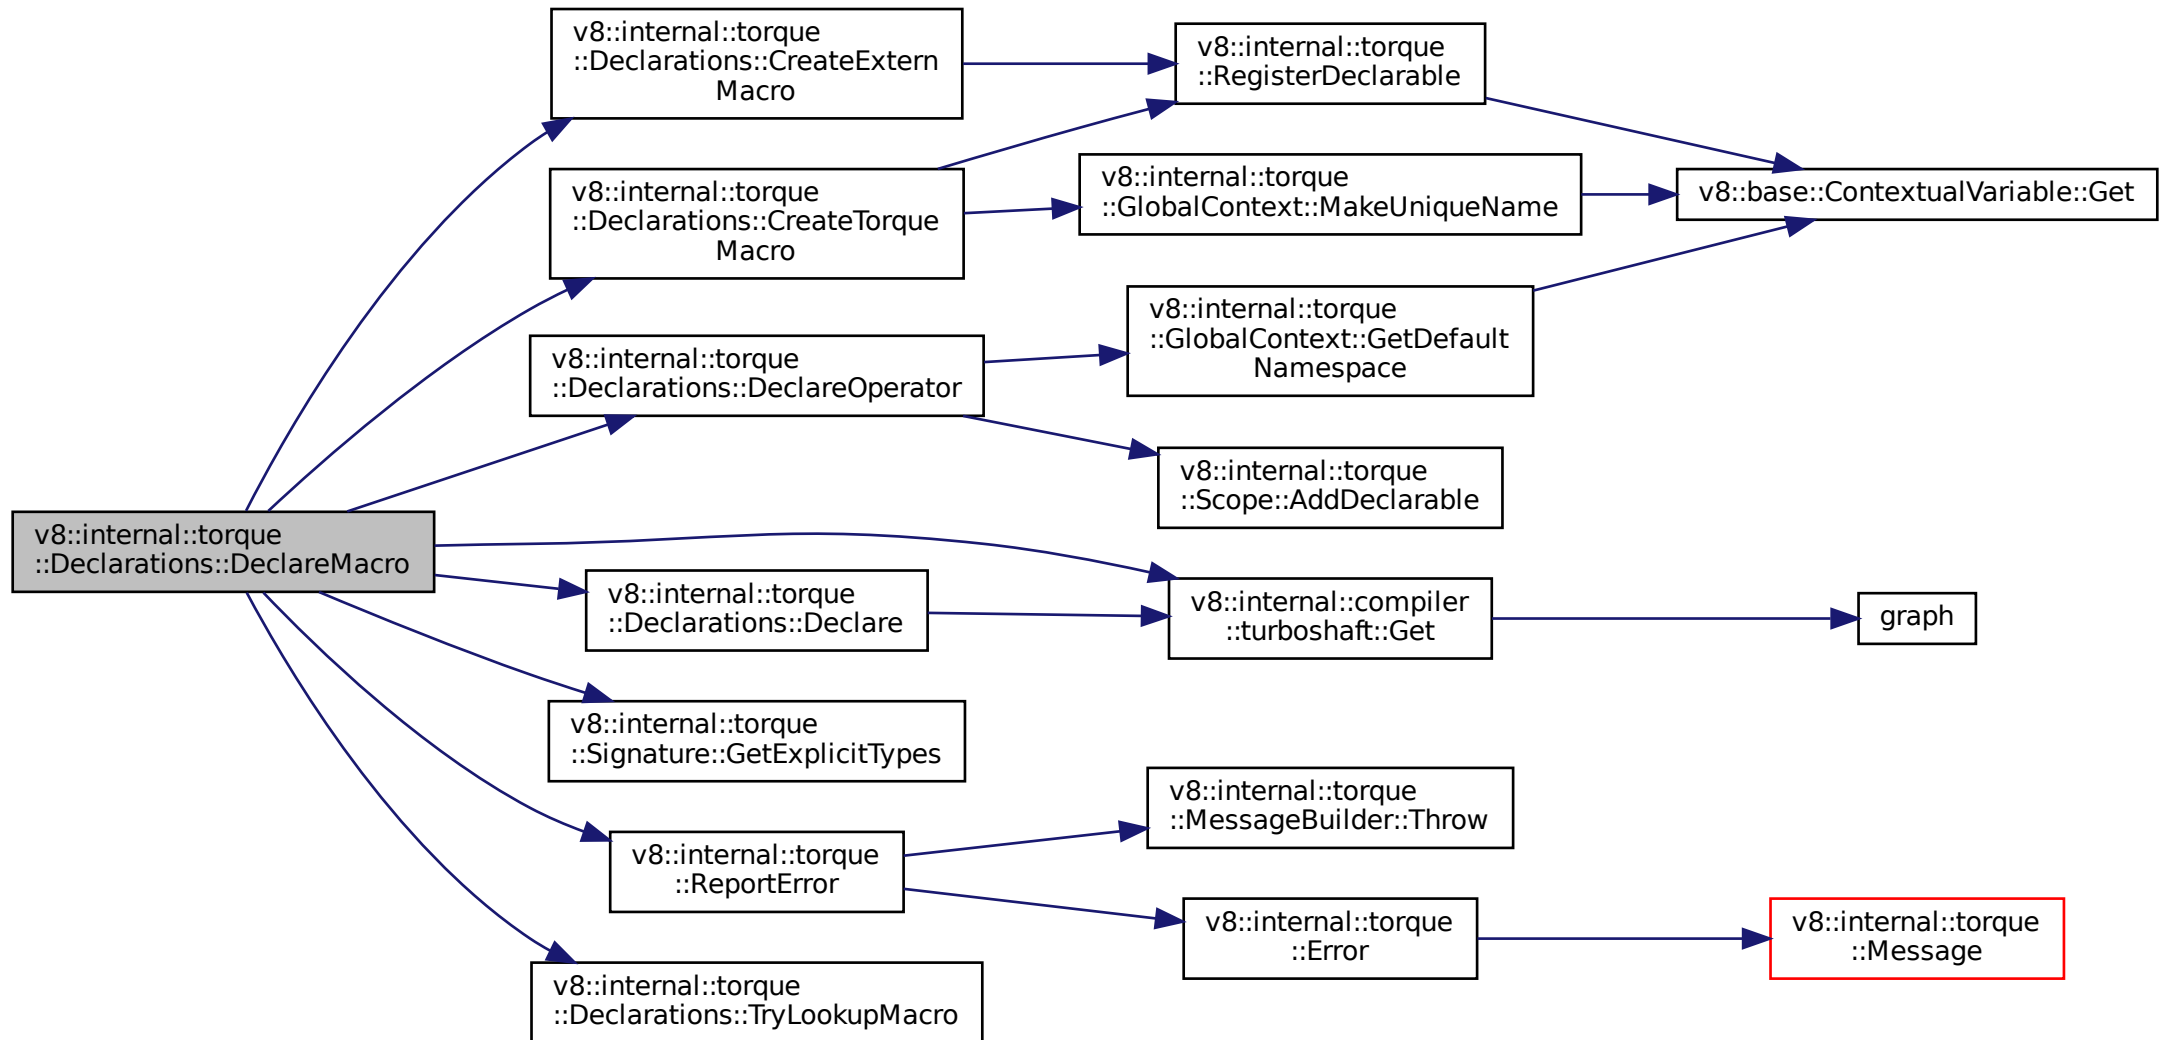 v8::internal::torque
::Declarations::DeclareMacro
v8::internal::torque
::Declarations::CreateExtern
Macro
v8::internal::torque
::RegisterDeclarable
v8::base::ContextualVariable::Get
v8::internal::torque
::Declarations::CreateTorque
Macro
v8::internal::torque
::GlobalContext::MakeUniqueName
v8::internal::torque
::Declarations::DeclareOperator
v8::internal::torque
::GlobalContext::GetDefault
Namespace
v8::internal::torque
::Scope::AddDeclarable
v8::internal::compiler
::turboshaft::Get
graph
v8::internal::torque
::Declarations::Declare
v8::internal::torque
::Signature::GetExplicitTypes
v8::internal::torque
::ReportError
v8::internal::torque
::MessageBuilder::Throw
v8::internal::torque
::Error
v8::internal::torque
::Message
v8::internal::torque
::Declarations::TryLookupMacro